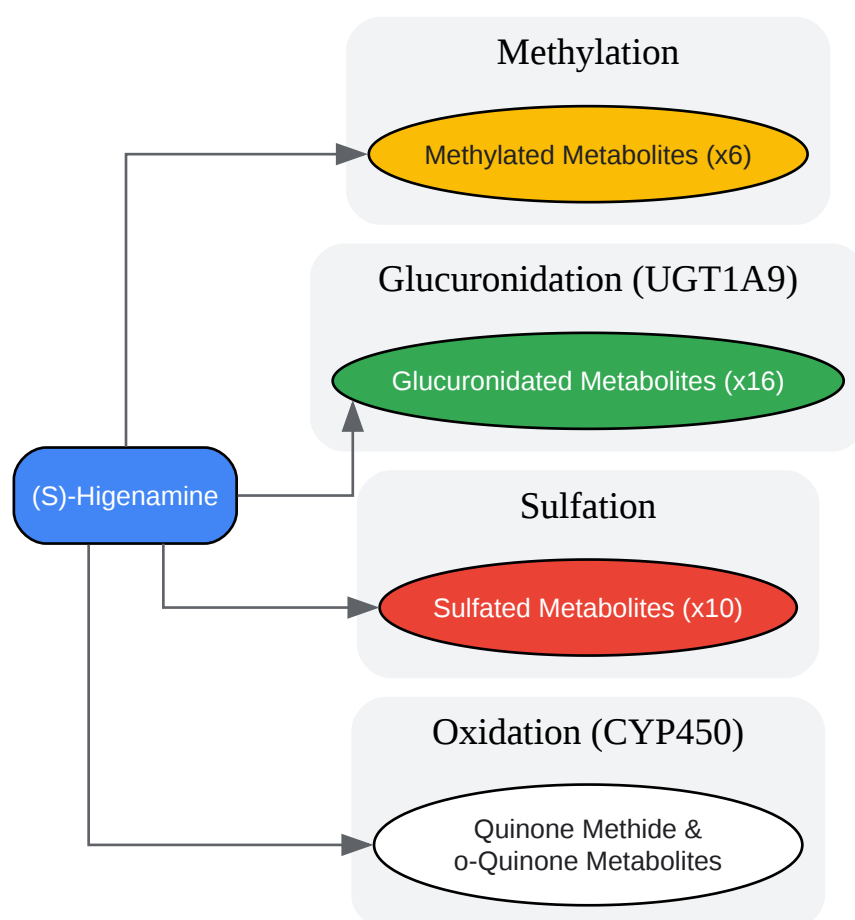 Methylation
Methylated Metabolites (x6)
Glucuronidation (UGT1A9)
Glucuronidated Metabolites (x16)
(S)-Higenamine
Sulfation
Sulfated Metabolites (x10)
Oxidation (CYP450)
Quinone Methide &
o-Quinone Metabolites